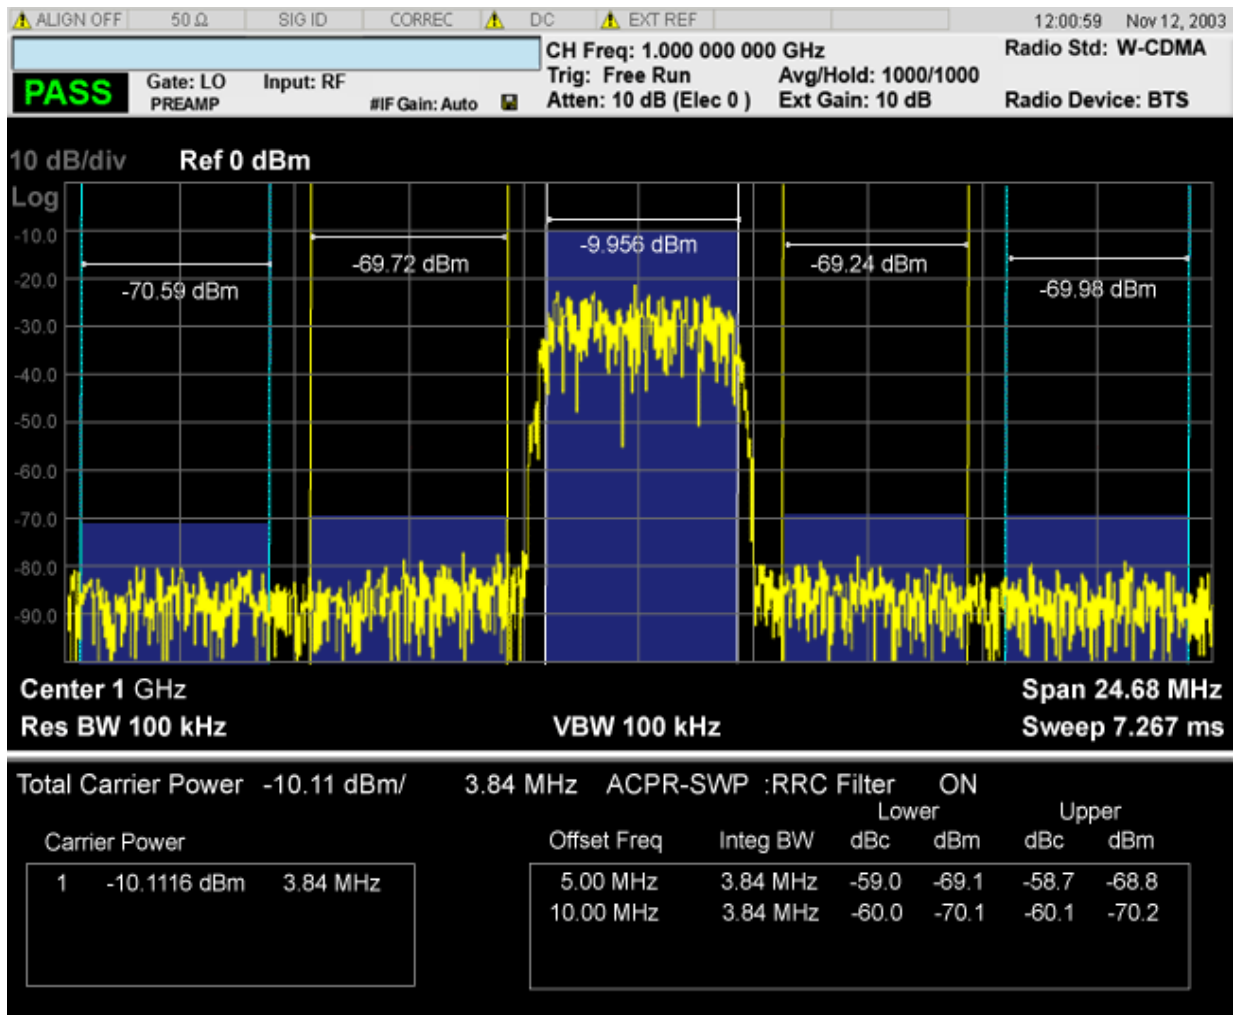 ALIGN OFF 50 Ω SIG ID CORREC DC EXT REF 12:00:59 Nov 12, 2003
CH Freq: 1.000 000 000 GHz Radio Std: W-CDMA
PASS Gate: LO Input: RF Trig: Free Run Avg/Hold: 1000/1000
PREAMP #IF Gain: Auto Atten: 10 dB (Elec 0 ) Ext Gain: 10 dB Radio Device: BTS
10 dB/div Ref 0 dBm
Log
-10.0
-20.0
-30.0
-40.0
-50.0
-60.0
-70.0
-80.0
-90.0
-70.59 dBm
-69.72 dBm
-9.956 dBm
-69.24 dBm
-69.98 dBm
Center 1 GHz Span 24.68 MHz
Res BW 100 kHz VBW 100 kHz Sweep 7.267 ms
Total Carrier Power -10.11 dBm/ 3.84 MHz ACPR-SWP :RRC Filter ON
Lower Upper
Carrier Power Offset Freq Integ BW dBc dBm dBc dBm
1 -10.1116 dBm 3.84 MHz 5.00 MHz 3.84 MHz -59.0 -69.1 -58.7 -68.8
10.00 MHz 3.84 MHz -60.0 -70.1 -60.1 -70.2